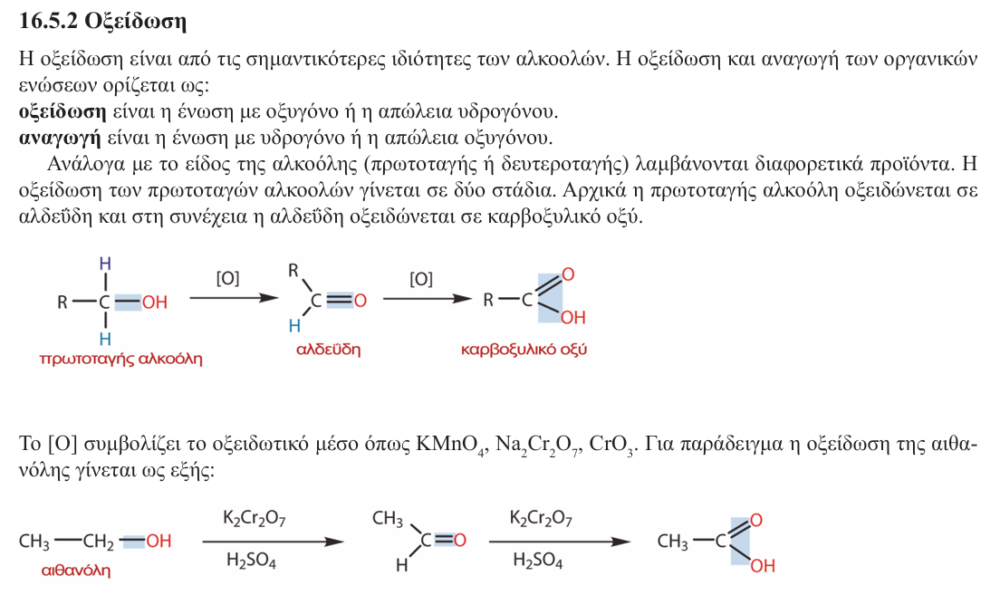 16.5.2 Οξείδωση
Η οξείδωση είναι από τις σημαντικότερες ιδιότητες των αλκοολών. Η οξείδωση και αναγωγή των οργανικών
ενώσεων ορίζεται ως:
οξείδωση είναι η ένωση με οξυγόνο ή η απώλεια υδρογόνου.
αναγωγή είναι η ένωση με υδρογόνο ή η απώλεια οξυγόνου.
Ανάλογα με το είδος της αλκοόλης (πρωτοταγής ή δευτεροταγής) λαμβάνονται διαφορετικά προϊόντα. Η
οξείδωση των πρωτοταγών αλκοολών γίνεται σε δύο στάδια. Αρχικά η πρωτοταγής αλκοόλη οξειδώνεται σε
αλδεΰδη και στη συνέχεια η αλδεΰδη οξειδώνεται σε καρβοξυλικό οξύ.
H
R—C—OH
H
πρωτοταγής αλκοόλη
[O]
R
C=O
H
αλδεΰδη
[O]
O
R—C
OH
καρβοξυλικό οξύ
Το [Ο] συμβολίζει το οξειδωτικό μέσο όπως KMnO₄, Na₂Cr₂O₇, CrO₃. Για παράδειγμα η οξείδωση της αιθα-
νόλης γίνεται ως εξής:
CH₃—CH₂—OH
αιθανόλη
K₂Cr₂O₇
H₂SO₄
CH₃
C=O
H
K₂Cr₂O₇
H₂SO₄
O
CH₃—C
OH